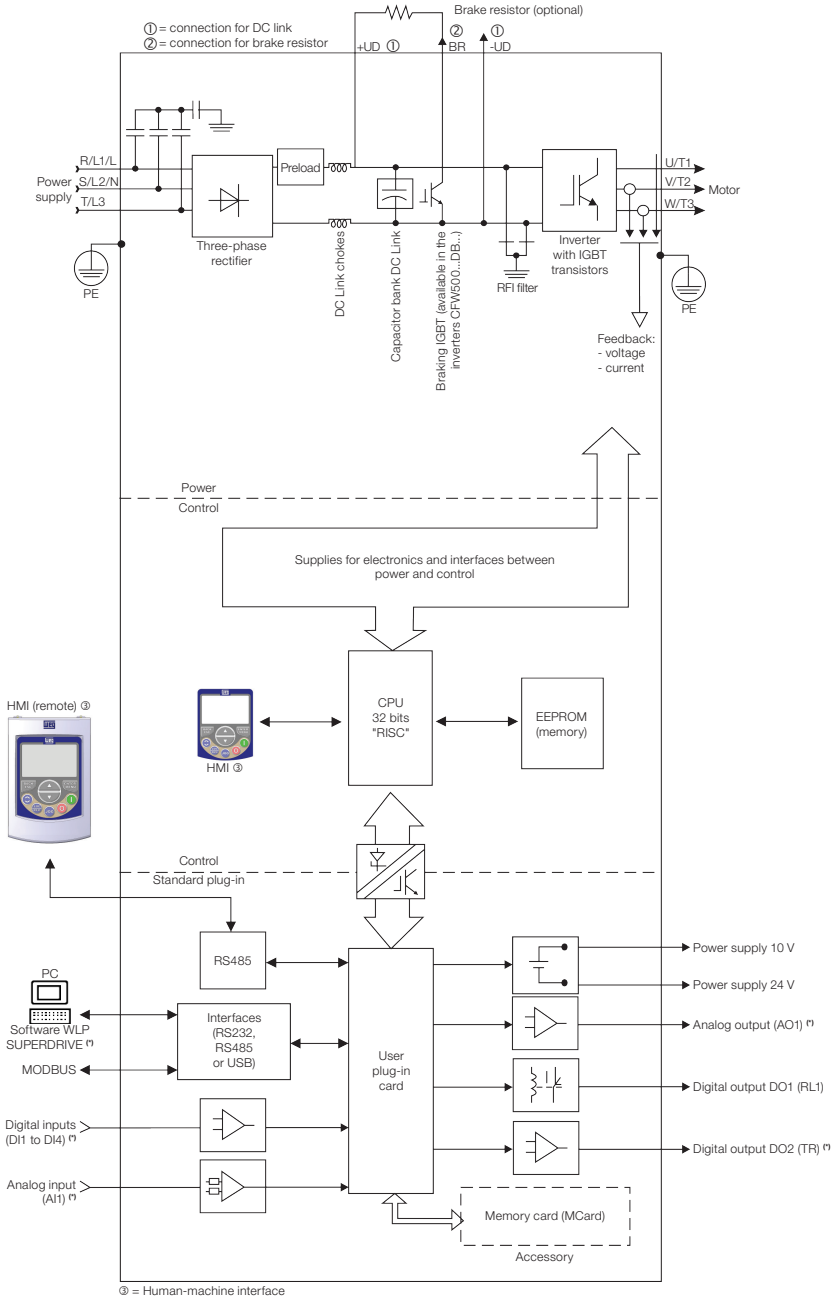 Brake resistor (optional)
① = connection for DC link
② = connection for brake resistor
② ①
+UD ① BR -UD
R/L1/L
Power supply
S/L2/N
T/L3
PE
Three-phase
rectifier
Preload
DC Link chokes
Capacitor bank DC Link
Braking IGBT (available in the
inverters CFW500...DB...)
RFI filter
Inverter
with IGBT
transistors
U/T1
V/T2
Motor
W/T3
PE
Feedback:
- voltage
- current
Power
Control
Supplies for electronics and interfaces between
power and control
HMI (remote) ③
HMI ③
CPU
32 bits
"RISC"
EEPROM
(memory)
Control
Standard plug-in
RS485
PC
Software WLP
SUPERDRIVE (*)
MODBUS
Interfaces
(RS232,
RS485
or USB)
Digital inputs
(DI1 to DI4) (*)
Analog input
(AI1) (*)
User
plug-in
card
Power supply 10 V
Power supply 24 V
Analog output (AO1) (*)
Digital output DO1 (RL1)
Digital output DO2 (TR) (*)
Memory card (MCard)
Accessory
③ = Human-machine interface